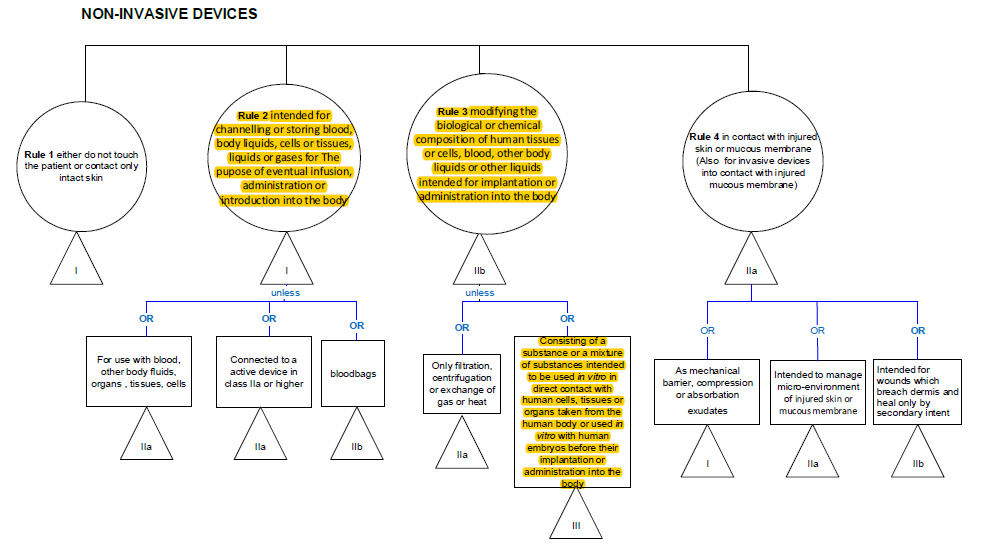 NON-INVASIVE DEVICES
Rule 1 either do not touch
the patient or contact only
intact skin
I
Rule 2 intended for
channelling or storing blood,
body liquids, cells or tissues,
liquids or gases for The
pupose of eventual infusion,
administration or
introduction into the body
I
unless
Rule 3 modifying the
biological or chemical
composition of human tissues
or cells, blood, other body
liquids or other liquids
intended for implantation or
administration into the body
IIb
unless
Rule 4 in contact with injured
skin or mucous membrane
(Also for invasive devices
into contact with injured
mucous membrane)
IIa
OR
For use with blood,
other body fluids,
organs , tissues, cells
IIa
OR
Connected to a
active device in
class IIa or higher
IIa
OR
bloodbags
IIb
OR
Only filtration,
centrifugation
or exchange of
gas or heat
IIa
OR
Consisting of a
substance or a mixture
of substances intended
to be used in vitro in
direct contact with
human cells, tissues or
organs taken from the
human body or used in
vitro with human
embryos before their
implantation or
administration into the
body
III
OR
As mechanical
barrier, compression
or absorbation
exudates
I
OR
Intended to manage
micro-environment
of injured skin or
mucous membrane
IIa
OR
Intended for
wounds which
breach dermis and
heal only by
secondary intent
IIb